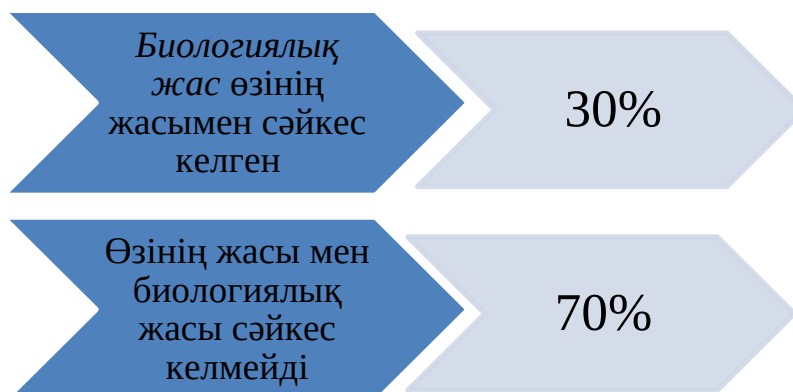 Биологиялық
жас өзінің
жасымен сәйкес
келген
30%
Өзінің жасы мен
биологиялық
жасы сәйкес
келмейді
70%